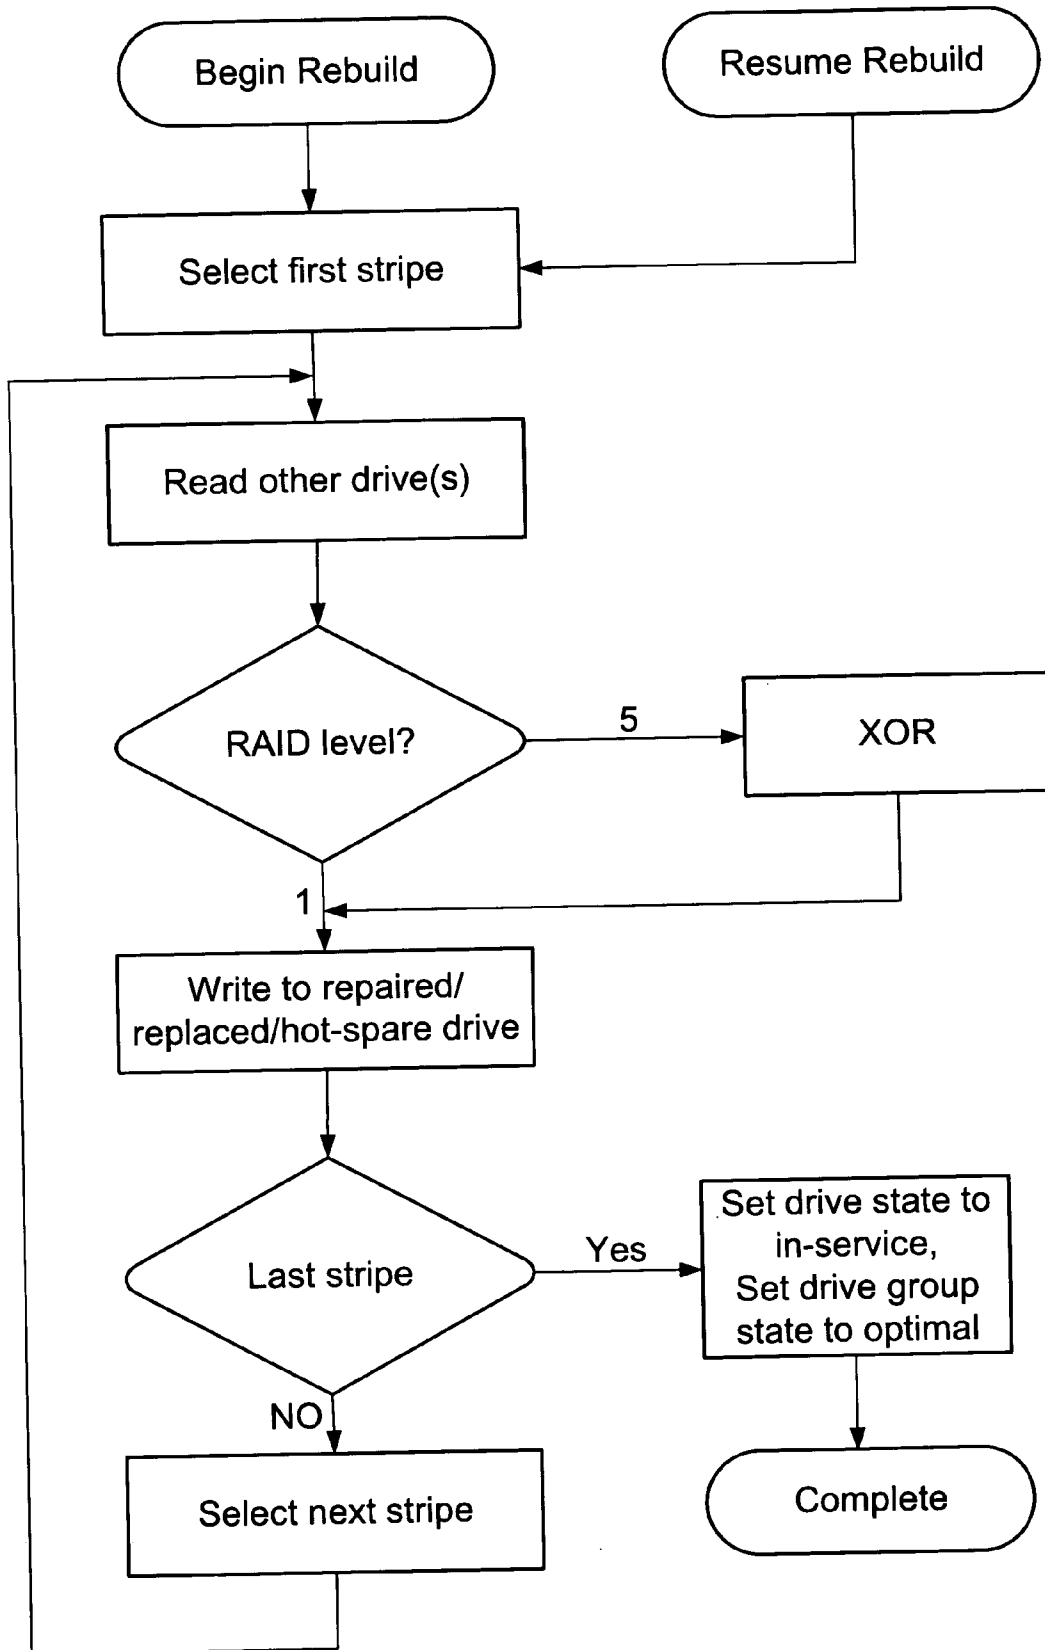 Begin Rebuild
Resume Rebuild
Select first stripe
Read other drive(s)
RAID level?
5
XOR
1
Write to repaired/
replaced/hot-spare drive
Last stripe
Yes
Set drive state to
in-service,
Set drive group
state to optimal
NO
Select next stripe
Complete